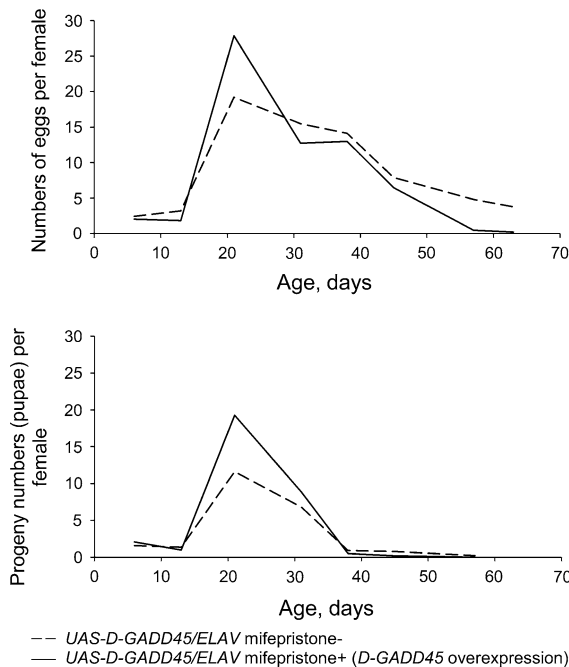 30
25
20
15
10
5
0
Numbers of eggs per female
0 10 20 30 40 50 60 70
Age, days
30
25
20
15
10
5
0
Progeny numbers (pupae) per
female
0 10 20 30 40 50 60 70
Age, days
UAS-D-GADD45/ELAV mifepristone-
UAS-D-GADD45/ELAV mifepristone+ (D-GADD45 overexpression)